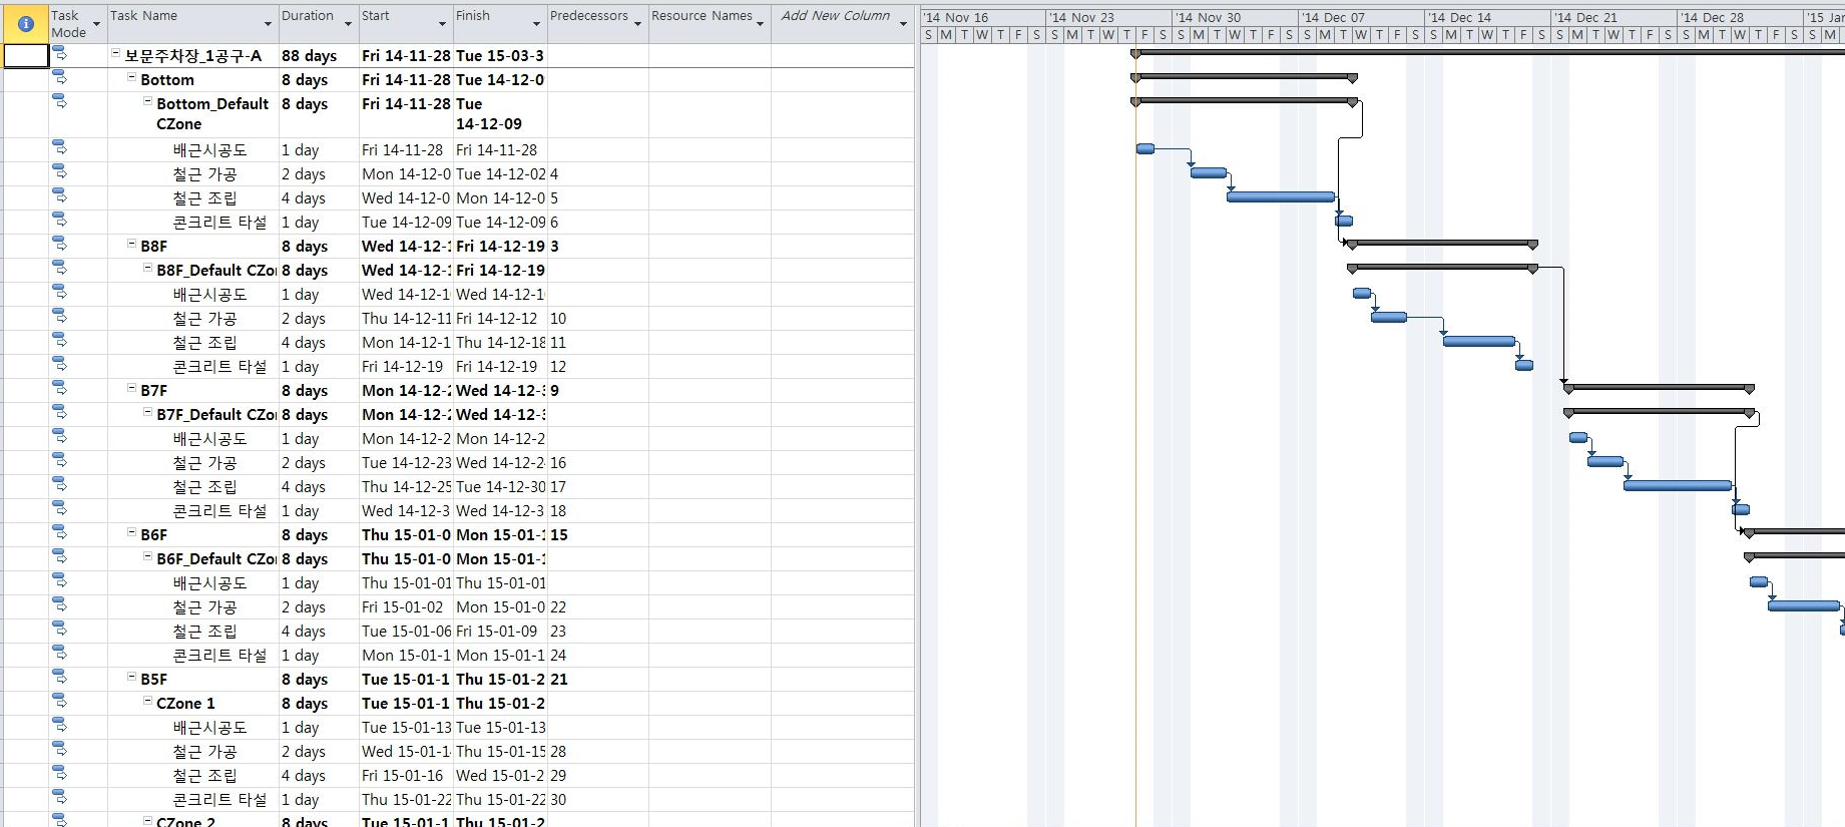 Task Mode Task Name Duration Start Finish Predecessors Resource Names Add New Column
'14 Nov 16 '14 Nov 23 '14 Nov 30 '14 Dec 07 '14 Dec 14 '14 Dec 21 '14 Dec 28 '15 Jan
S M T W T F S S M T W T F S S M T W T F S S M T W T F S S M T W T F S S M T W T F S S M T W T F S S M
보문주차장_1공구-A 88 days Fri 14-11-28 Tue 15-03-3
Bottom 8 days Fri 14-11-28 Tue 14-12-0
Bottom_Default CZone 8 days Fri 14-11-28 Tue 14-12-09
배근시공도 1 day Fri 14-11-28 Fri 14-11-28
철근 가공 2 days Mon 14-12-0 Tue 14-12-02 4
철근 조립 4 days Wed 14-12-0 Mon 14-12-0 5
콘크리트 타설 1 day Tue 14-12-09 Tue 14-12-09 6
B8F 8 days Wed 14-12-1 Fri 14-12-19 3
B8F_Default CZo 8 days Wed 14-12-1 Fri 14-12-19
배근시공도 1 day Wed 14-12-1 Wed 14-12-1
철근 가공 2 days Thu 14-12-11 Fri 14-12-12 10
철근 조립 4 days Mon 14-12-1 Thu 14-12-18 11
콘크리트 타설 1 day Fri 14-12-19 Fri 14-12-19 12
B7F 8 days Mon 14-12-2 Wed 14-12-3 9
B7F_Default CZo 8 days Mon 14-12-2 Wed 14-12-3
배근시공도 1 day Mon 14-12-2 Mon 14-12-2
철근 가공 2 days Tue 14-12-23 Wed 14-12-2 16
철근 조립 4 days Thu 14-12-25 Tue 14-12-30 17
콘크리트 타설 1 day Wed 14-12-3 Wed 14-12-3 18
B6F 8 days Thu 15-01-0 Mon 15-01-1 15
B6F_Default CZo 8 days Thu 15-01-0 Mon 15-01-1
배근시공도 1 day Thu 15-01-01 Thu 15-01-01
철근 가공 2 days Fri 15-01-02 Mon 15-01-0 22
철근 조립 4 days Tue 15-01-06 Fri 15-01-09 23
콘크리트 타설 1 day Mon 15-01-1 Mon 15-01-1 24
B5F 8 days Tue 15-01-1 Thu 15-01-2 21
CZone 1 8 days Tue 15-01-1 Thu 15-01-2
배근시공도 1 day Tue 15-01-13 Tue 15-01-13
철근 가공 2 days Wed 15-01-1 Thu 15-01-15 28
철근 조립 4 days Fri 15-01-16 Wed 15-01-2 29
콘크리트 타설 1 day Thu 15-01-22 Thu 15-01-22 30
CZone 2 8 days Tue 15-01-1 Thu 15-01-2